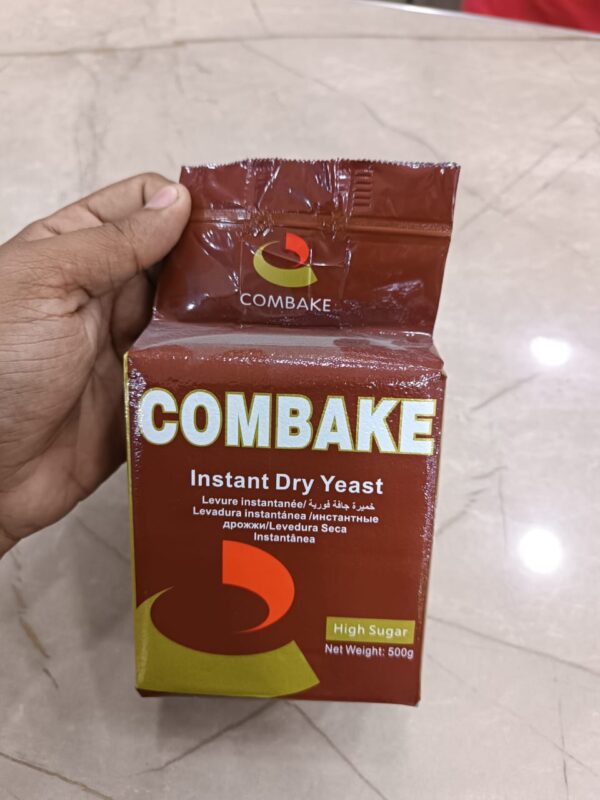 COMBAKE
COMBAKE
Instant Dry Yeast
Levure instantanée/ خميرة جافة فورية
Levadura instantánea /инстантные
дрожжи/Levedura Seca
Instantânea
High Sugar
Net Weight: 500g